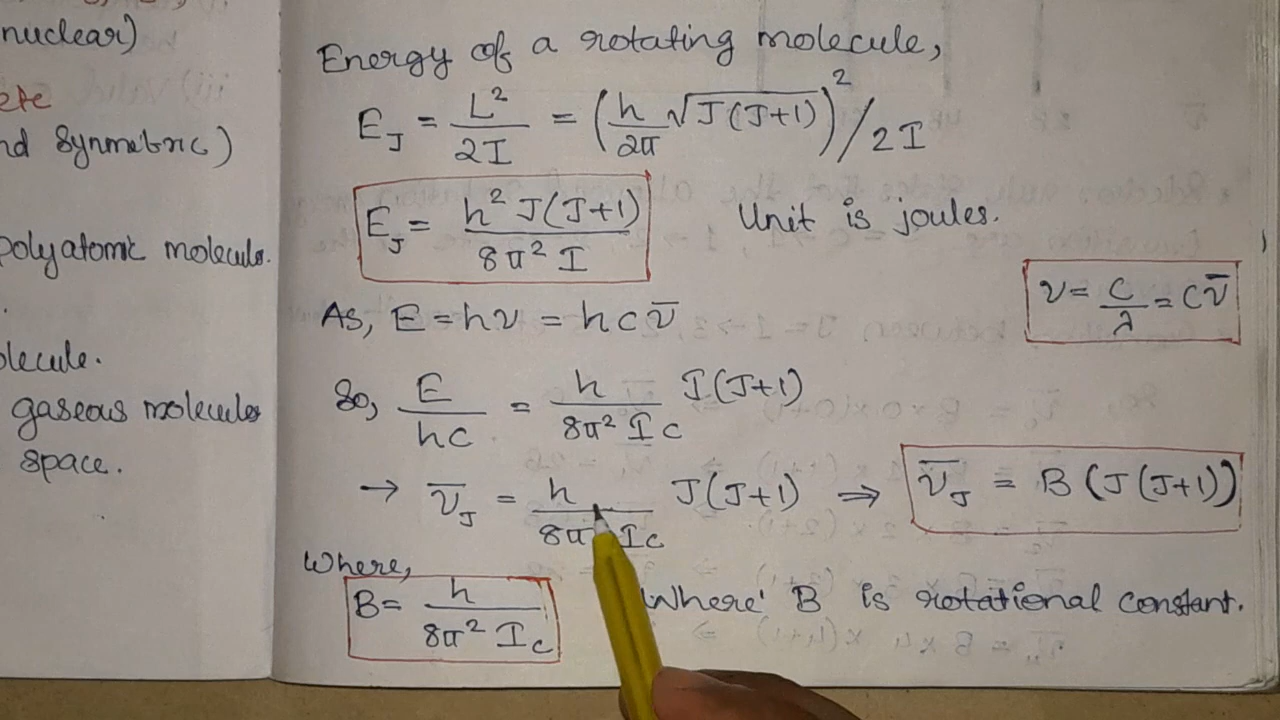 nuclear)
ete
nd Synmetric)
polyatomic molecule.
olecule.
gaseous molecules
space.
Energy of a rotating molecule,
E_J = L²/2I = (h/2π √J(J+1))²/2I
E_J = h² J(J+1)/8π² I
Unit is joules.
ν = c/λ = cν̅
As, E = hν = hcν̅
So, E/hc = h/8π² Ic I(J+1)
→ ν̅_J = h/8π² Ic J(J+1) ⇒ ν̅_J = B (J(J+1))
Where,
B = h/8π² Ic
Where' B is rotational constant.